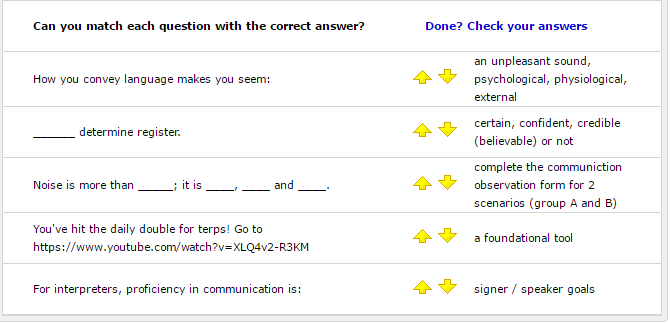 Can you match each question with the correct answer?
Done? Check your answers
How you convey language makes you seem:
an unpleasant sound,
psychological, physiological,
external
______ determine register.
certain, confident, credible
(believable) or not
Noise is more than _____; it is ____, ____ and ____.
complete the communiction
observation form for 2
scenarios (group A and B)
You've hit the daily double for terps! Go to
https://www.youtube.com/watch?v=XLQ4v2-R3KM
a foundational tool
For interpreters, proficiency in communication is:
signer / speaker goals